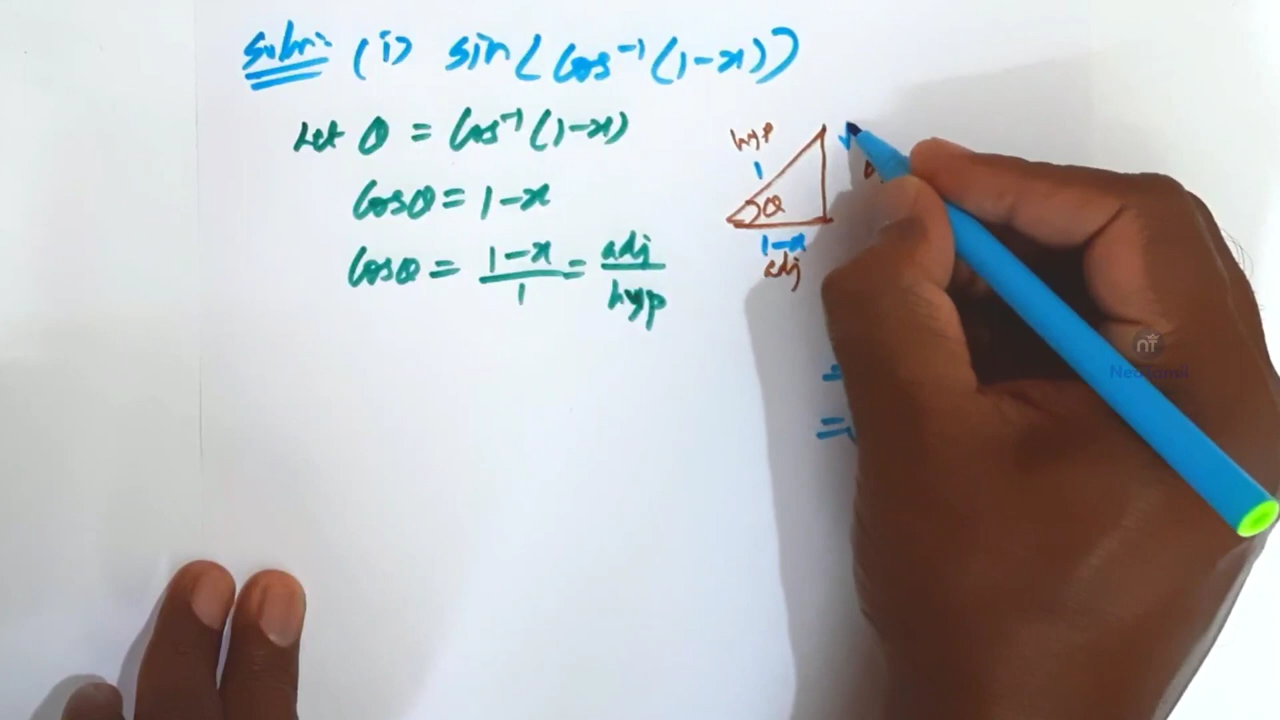 Soln:- (i) sin(cos⁻¹(1-x))
Let θ = cos⁻¹(1-x)
cosθ = 1-x
cosθ = 1-x/1 = adj/hyp
hyp
1
θ
1-x
adj
=
=
NeoTamil